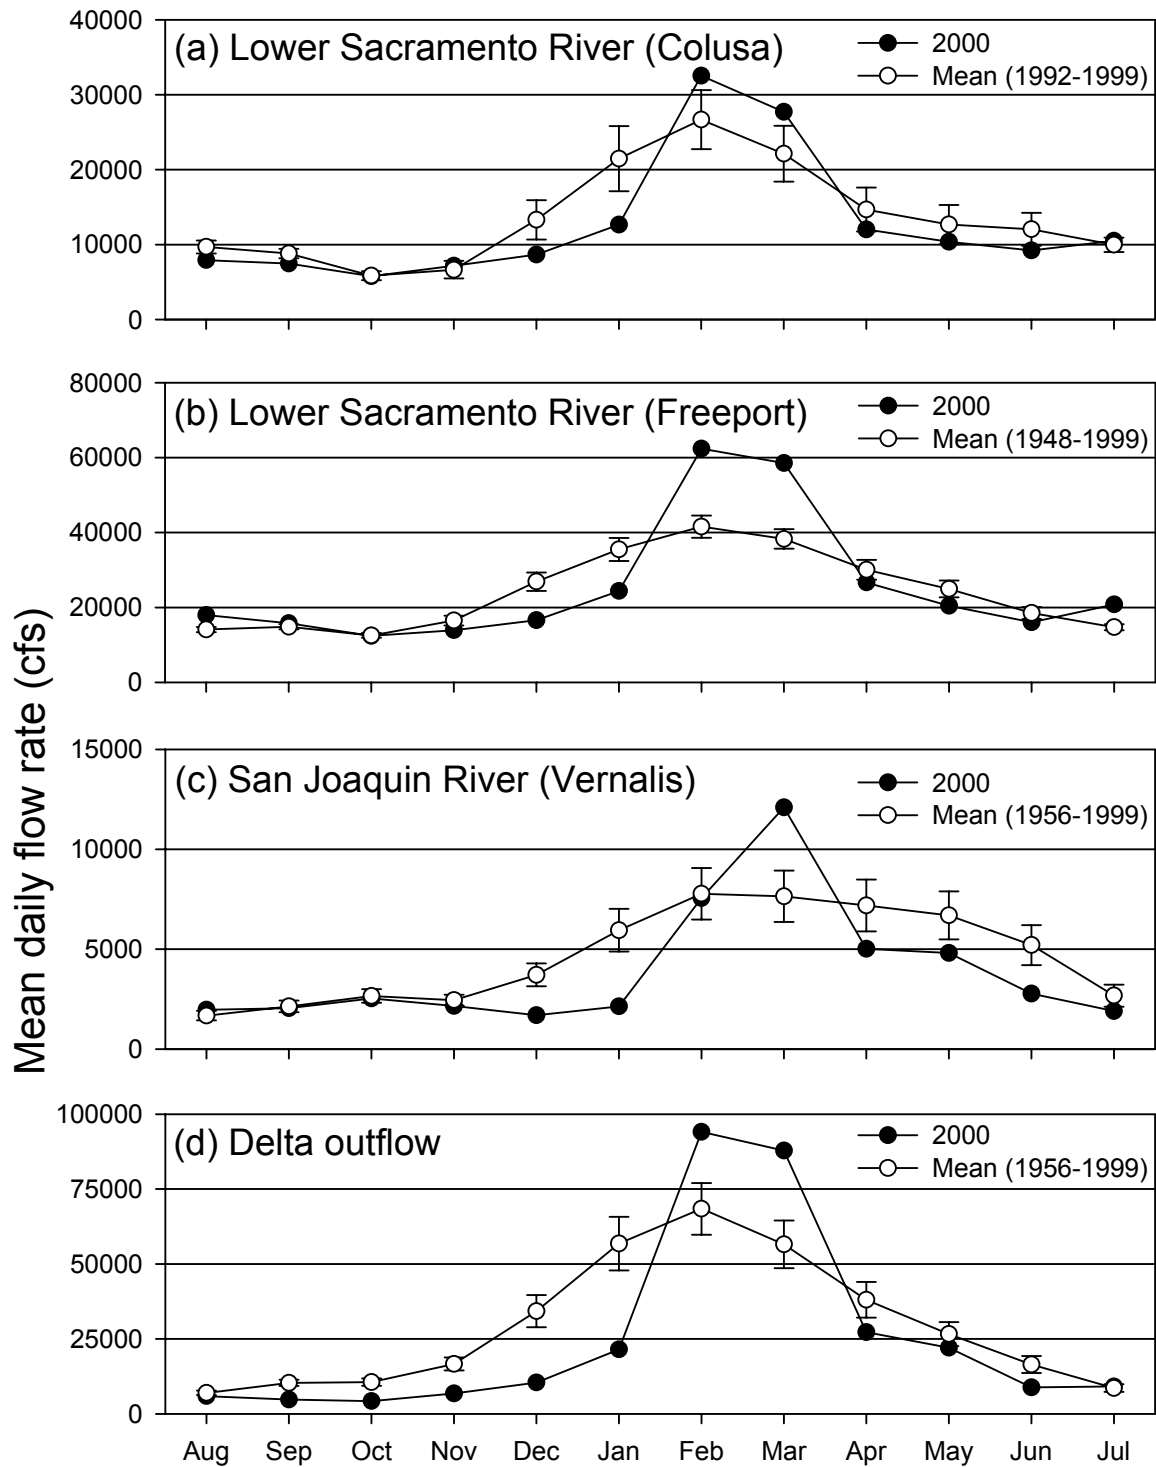 Mean daily flow rate (cfs)
40000
30000
20000
10000
0
(a) Lower Sacramento River (Colusa)
2000
Mean (1992-1999)
80000
60000
40000
20000
0
(b) Lower Sacramento River (Freeport)
2000
Mean (1948-1999)
15000
10000
5000
0
(c) San Joaquin River (Vernalis)
2000
Mean (1956-1999)
100000
75000
50000
25000
0
(d) Delta outflow
2000
Mean (1956-1999)
Aug Sep Oct Nov Dec Jan Feb Mar Apr May Jun Jul